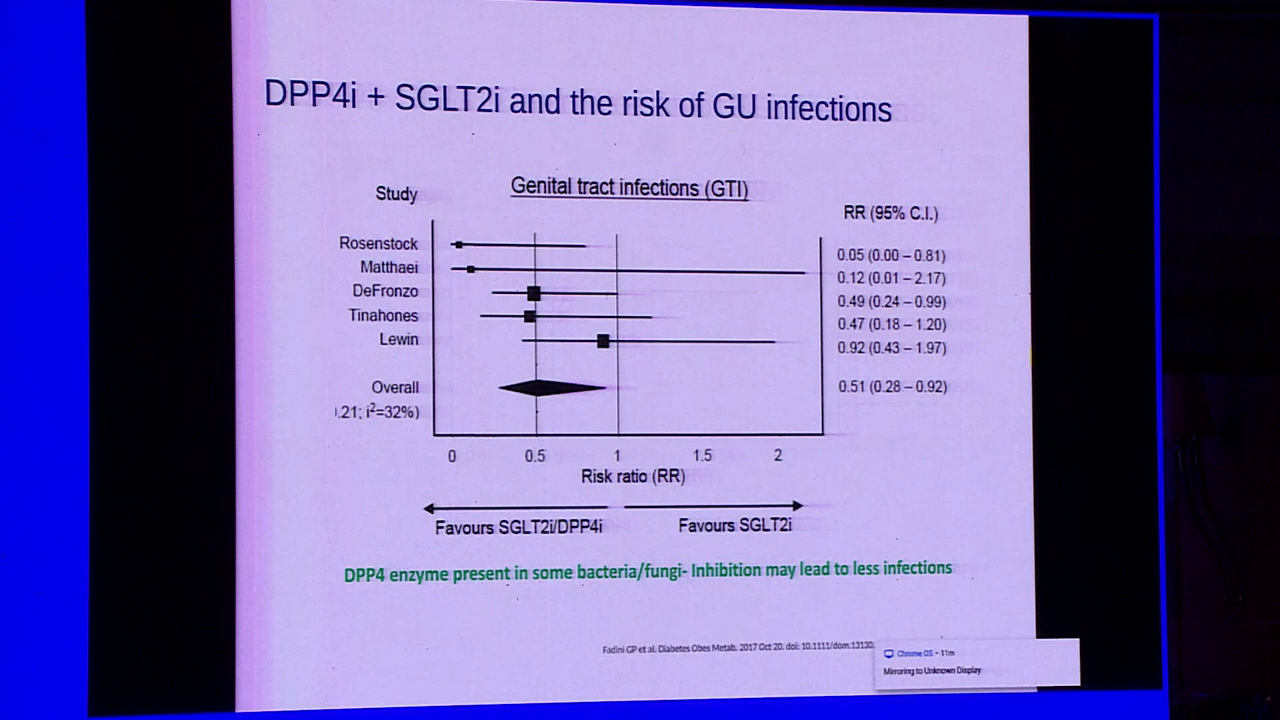 DPP4i + SGLT2i and the risk of GU infections
Study
Genital tract infections (GTI)
RR (95% C.I.)
Rosenstock
0.05 (0.00 – 0.81)
Matthaei
0.12 (0.01 – 2.17)
DeFronzo
0.49 (0.24 – 0.99)
Tinahones
0.47 (0.18 – 1.20)
Lewin
0.92 (0.43 – 1.97)
Overall
0.51 (0.28 – 0.92)
.21; i²=32%)
0 0.5 1 1.5 2
Risk ratio (RR)
Favours SGLT2i/DPP4i
Favours SGLT2i
DPP4 enzyme present in some bacteria/fungi- Inhibition may lead to less infections
Fadini GP et al. Diabetes Obes Metab. 2017 Oct 20. doi: 10.1111/dom.13130.
Chrome OS • 11m
Mirroring to Unknown Display